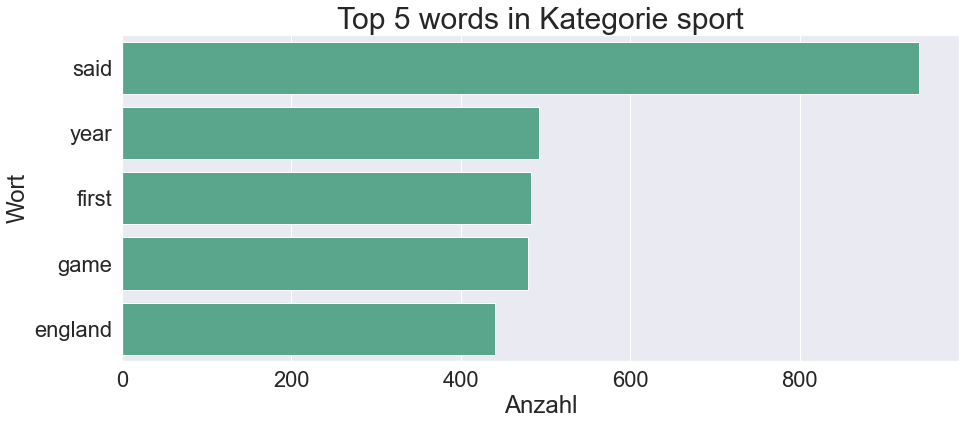 Top 5 words in Kategorie sport
Wort
said
year
first
game
england
0 200 400 600 800
Anzahl